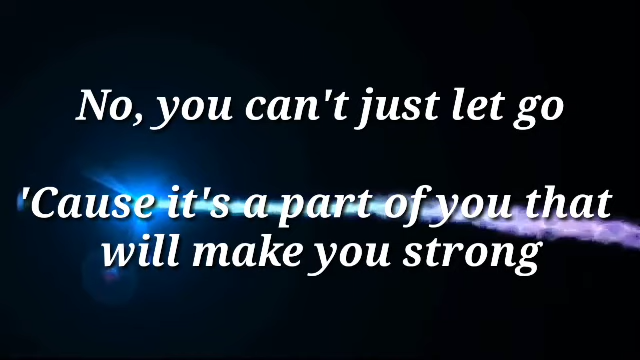 No, you can't just let go
'Cause it's a part of you that
will make you strong